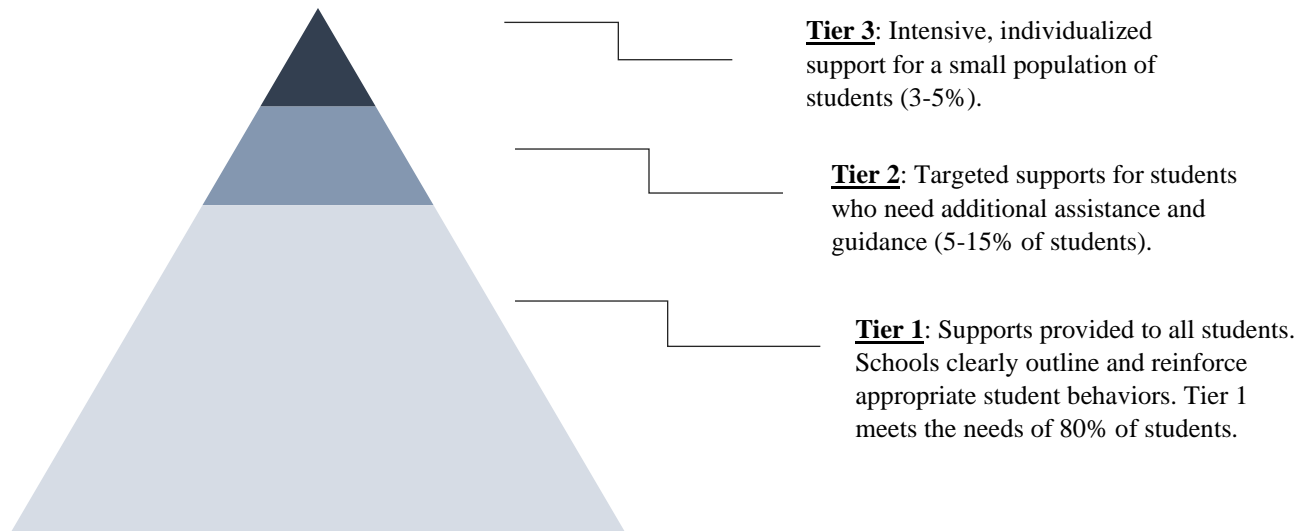 Tier 3: Intensive, individualized
support for a small population of
students (3-5%).
Tier 2: Targeted supports for students
who need additional assistance and
guidance (5-15% of students).
Tier 1: Supports provided to all students.
Schools clearly outline and reinforce
appropriate student behaviors. Tier 1
meets the needs of 80% of students.